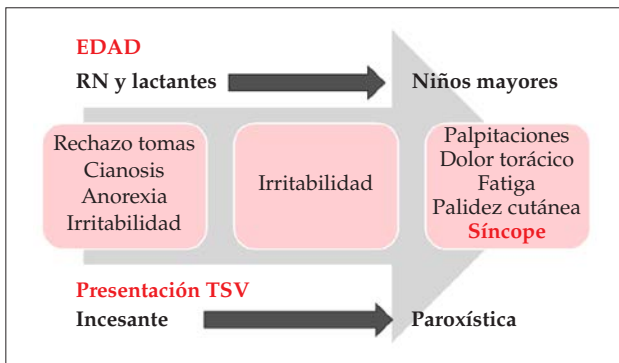 EDAD
RN y lactantes
Niños mayores
Rechazo tomas
Cianosis
Anorexia
Irritabilidad
Irritabilidad
Palpitaciones
Dolor torácico
Fatiga
Palidez cutánea
Síncope
Presentación TSV
Incesante
Paroxística